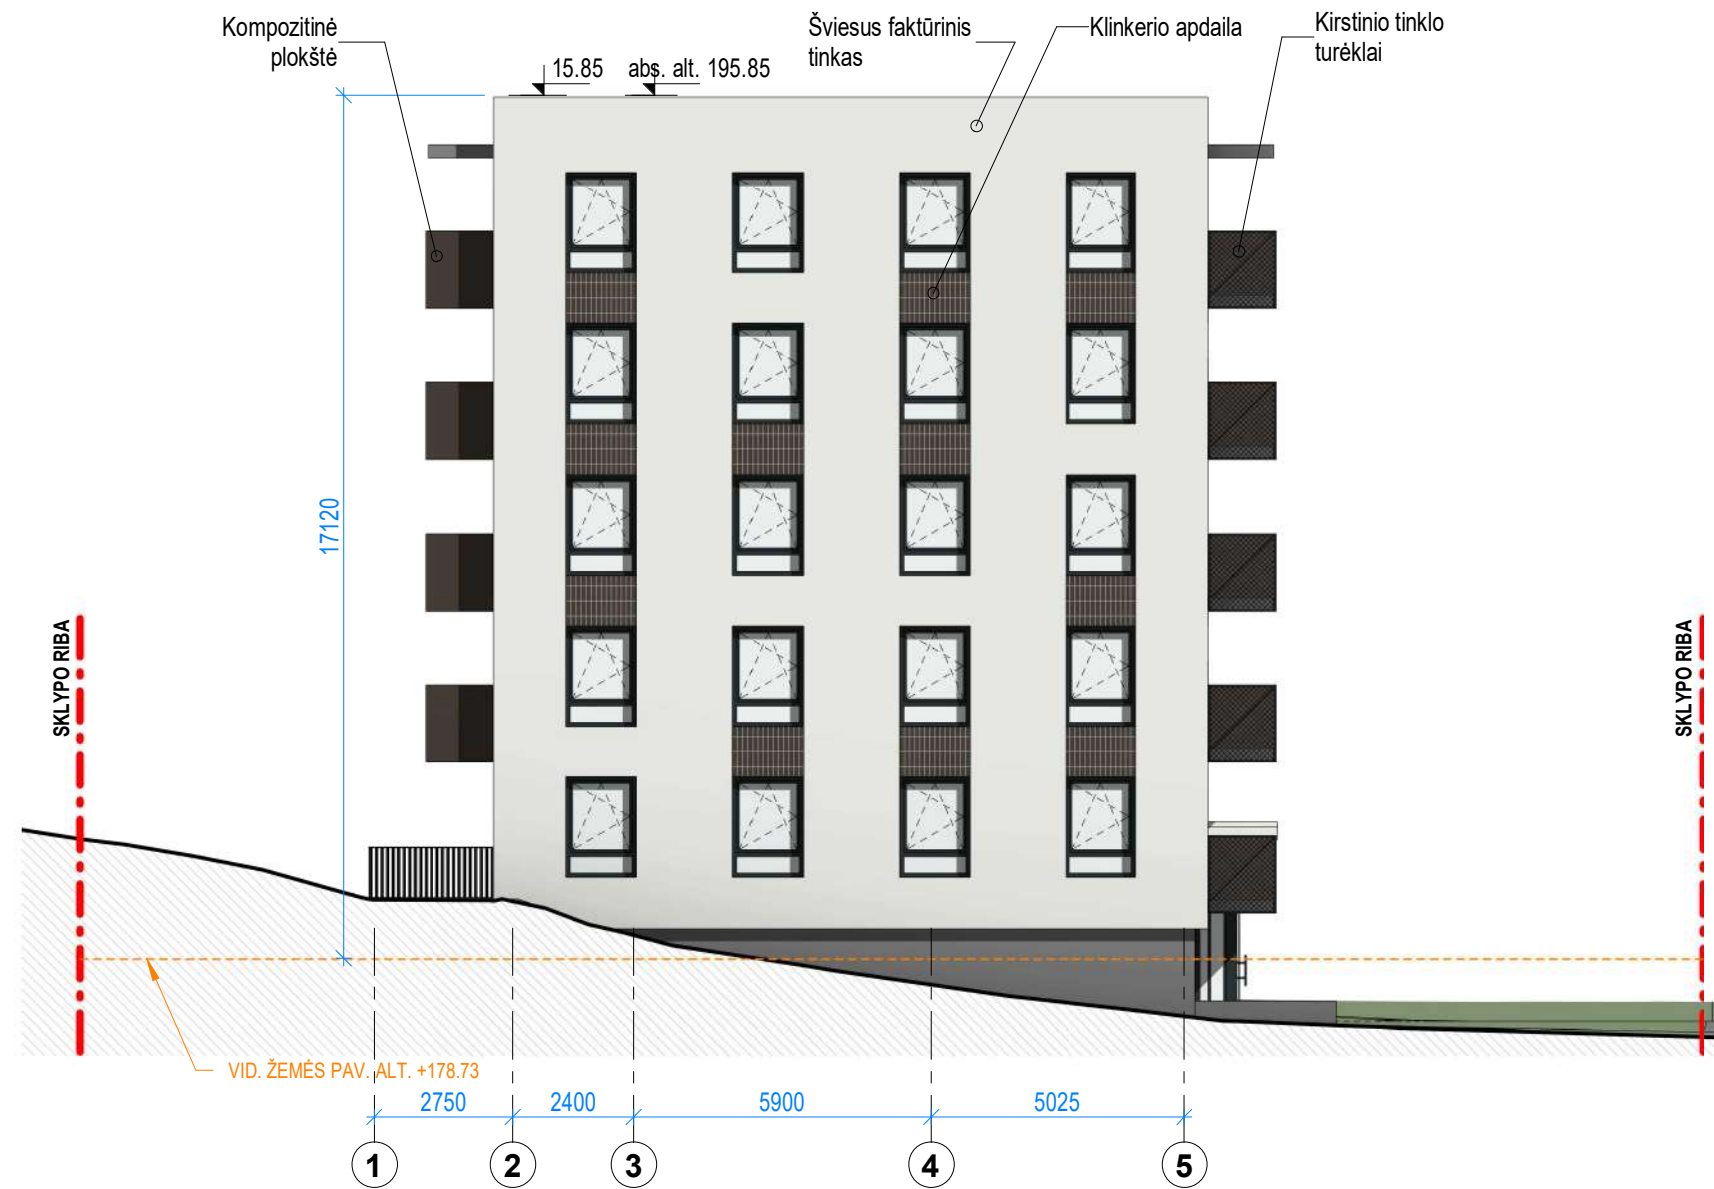 Kompozitinė
plokštė
Šviesus faktūrinis
tinkas
Klinkerio apdaila
Kirstinio tinklo
turėklai
15.85
abs. alt. 195.85
17120
SKLYPO RIBA
SKLYPO RIBA
VID. ŽEMĖS PAV. ALT. +178.73
2750
2400
5900
5025
1
2
3
4
5